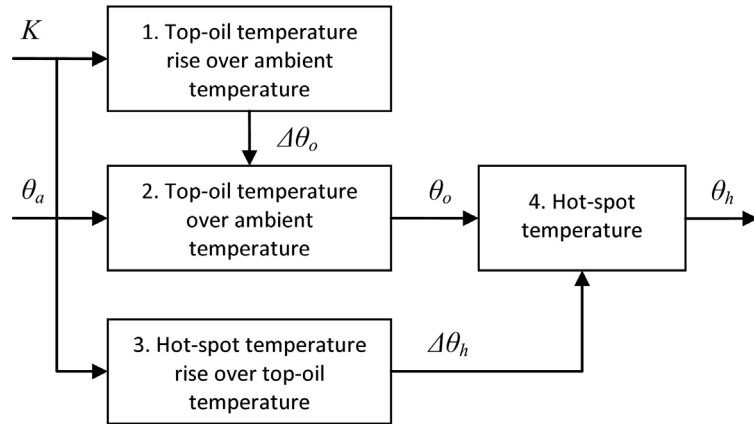 K
1. Top-oil temperature
rise over ambient
temperature
Δθo
θa
2. Top-oil temperature
over ambient
temperature
θo
4. Hot-spot
temperature
θh
3. Hot-spot temperature
rise over top-oil
temperature
Δθh